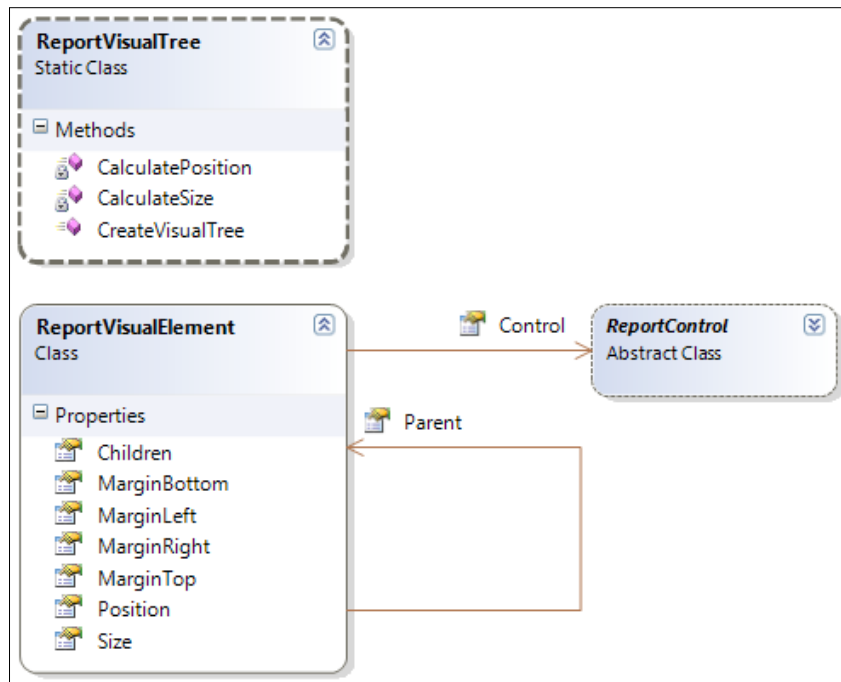 ReportVisualTree
Static Class
Methods
CalculatePosition
CalculateSize
CreateVisualTree
ReportVisualElement
Class
Properties
Children
MarginBottom
MarginLeft
MarginRight
MarginTop
Position
Size
Control
ReportControl
Abstract Class
Parent